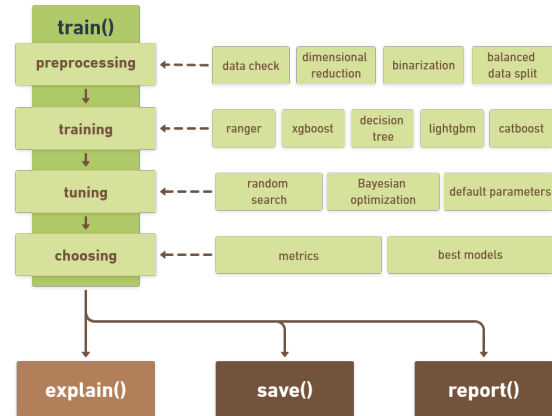 train()
preprocessing
data check
dimensional
reduction
binarization
balanced
data split
training
ranger
xgboost
decision
tree
lightgbm
catboost
tuning
random
search
Bayesian
optimization
default parameters
choosing
metrics
best models
explain()
save()
report()